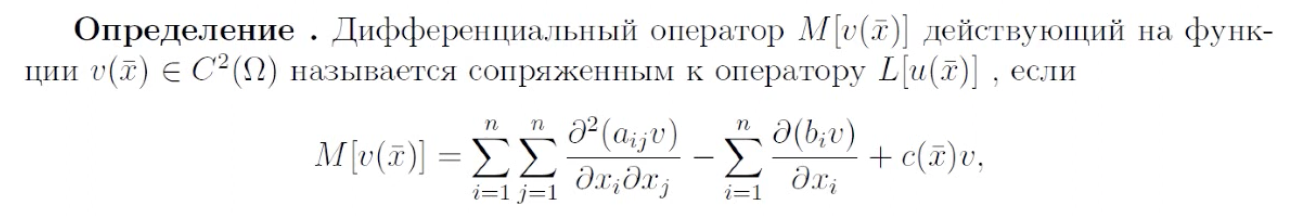 Определение . Дифференциальный оператор M[v(x̄)] действующий на функ-
ции v(x̄) ∈ C²(Ω) называется сопряженным к оператору L[u(x̄)] , если
M[v(x̄)] = ∑_{i=1}^{n} ∑_{j=1}^{n} ∂²(a_{ij}v)/∂x_i∂x_j − ∑_{i=1}^{n} ∂(b_iv)/∂x_i + c(x̄)v,